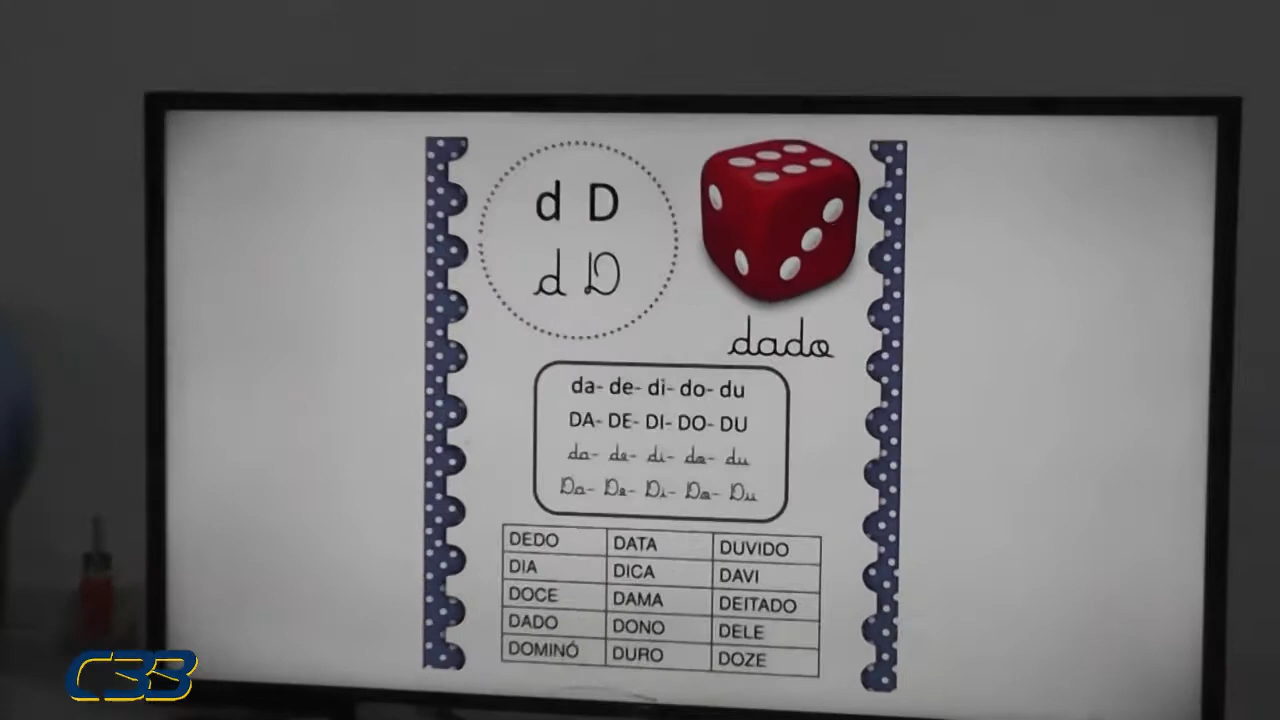 d D
d D
dado
da- de- di- do- du
DA- DE- DI- DO- DU
da- de- di- do- du
Da- De- Di- Do- Du
DEDO DATA DUVIDO
DIA DICA DAVI
DOCE DAMA DEITADO
DADO DONO DELE
DOMINÓ DURO DOZE
CBB